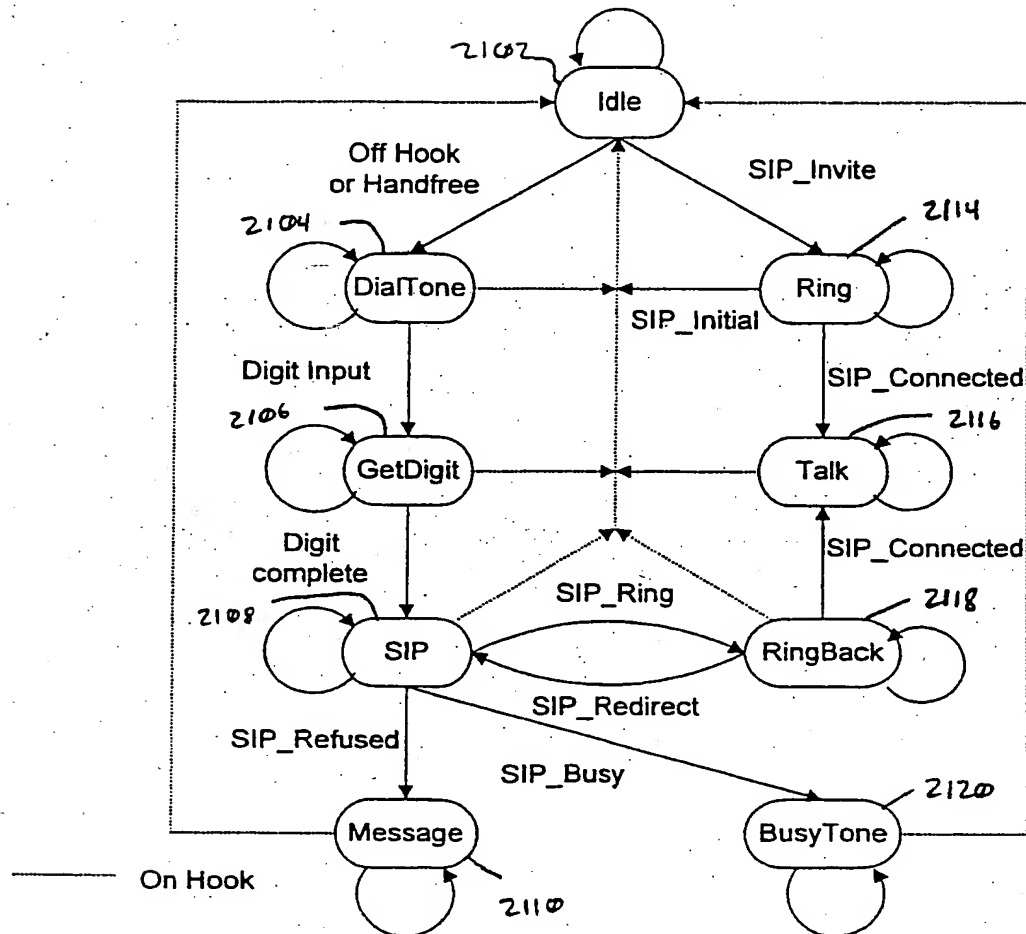 2102
Idle
Off Hook
or Handfree
SIP_Invite
2104
2114
DialTone
Ring
SIP_Initial
Digit Input
SIP_Connected
2106
2116
GetDigit
Talk
Digit
complete
SIP_Connected
SIP_Ring
2108
2118
SIP
RingBack
SIP_Redirect
SIP_Refused
SIP_Busy
2120
Message
BusyTone
On Hook
2110